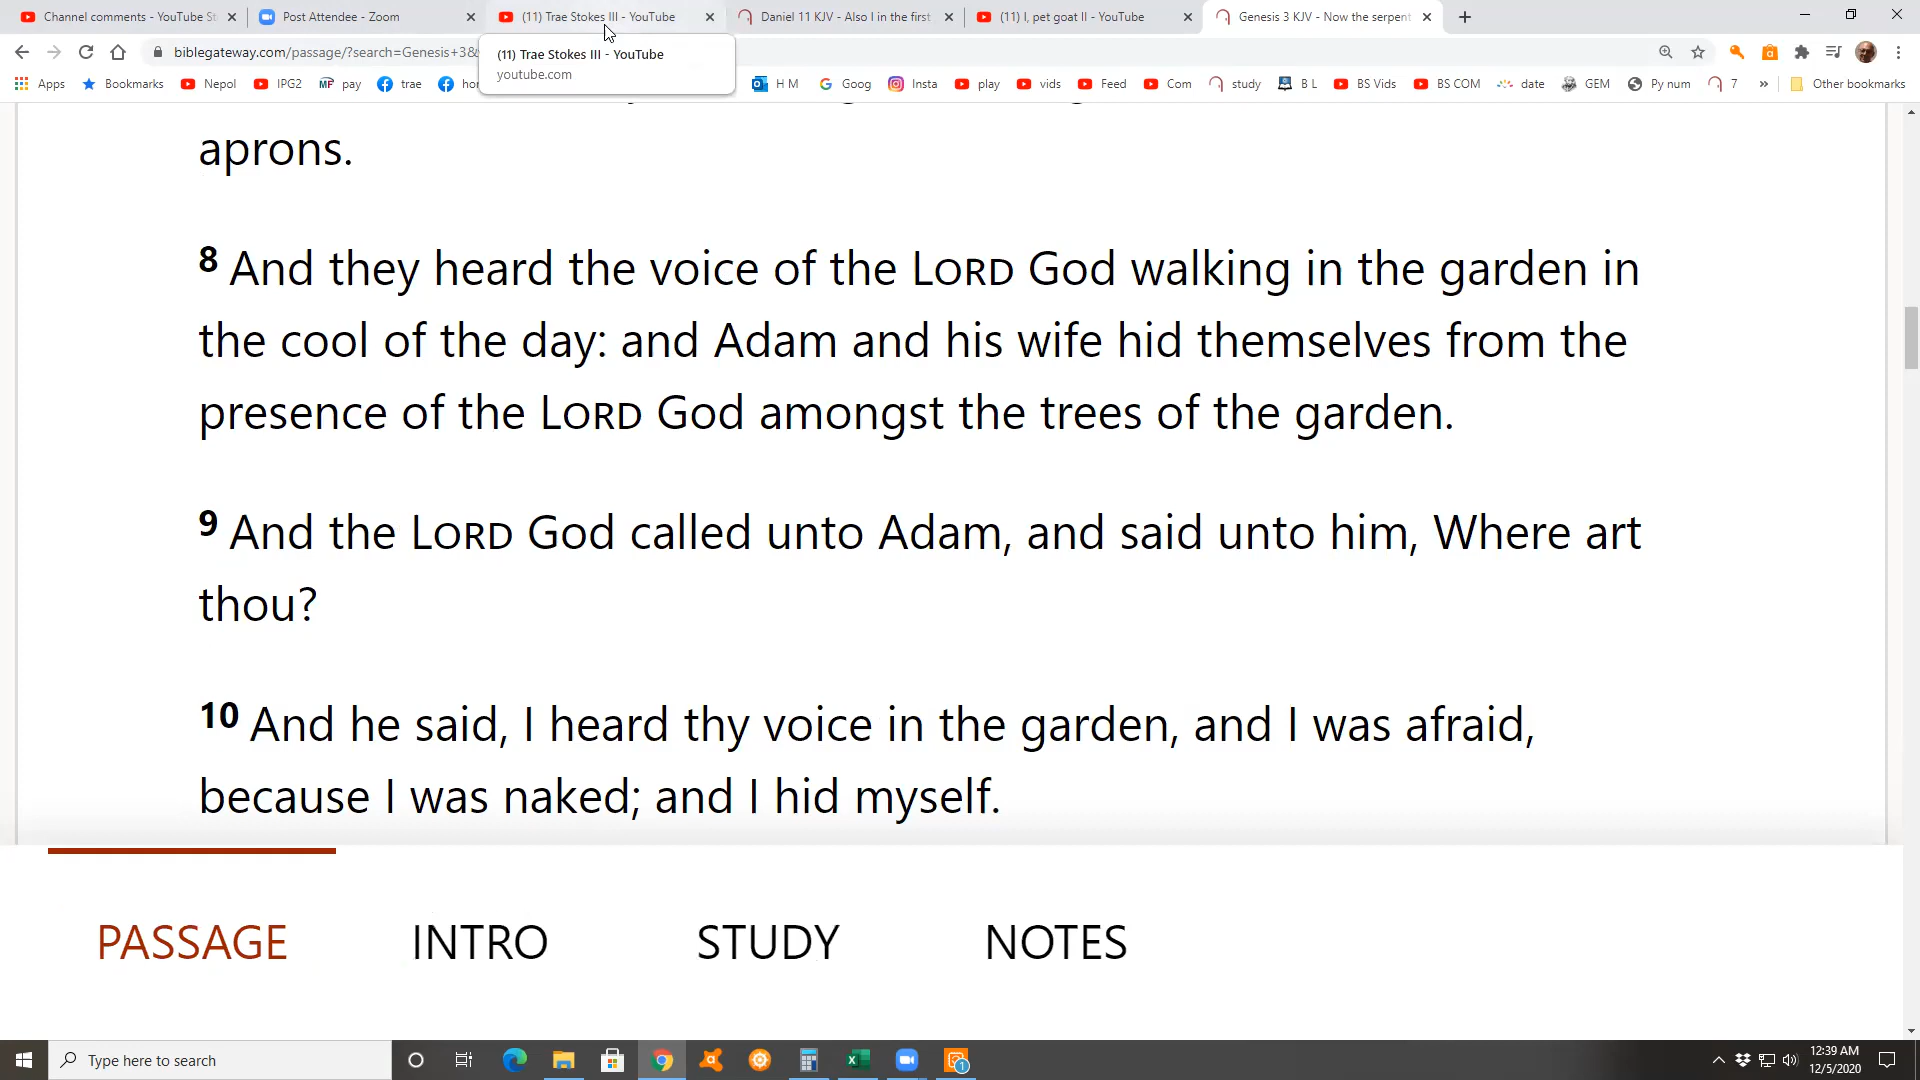 Channel comments - YouTube St
Post Attendee - Zoom
(11) Trae Stokes III - YouTube
Daniel 11 KJV - Also I in the first
(11) I, pet goat II - YouTube
Genesis 3 KJV - Now the serpent
biblegateway.com/passage/?search=Genesis+3&
(11) Trae Stokes III - YouTube
youtube.com
Apps
Bookmarks
Nepol
IPG2
pay
trae
H M
Goog
Insta
play
vids
Feed
Com
study
B L
BS Vids
BS COM
date
GEM
Py num
7
»
Other bookmarks
aprons.
8 And they heard the voice of the LORD God walking in the garden in
the cool of the day: and Adam and his wife hid themselves from the
presence of the LORD God amongst the trees of the garden.
9 And the LORD God called unto Adam, and said unto him, Where art
thou?
10 And he said, I heard thy voice in the garden, and I was afraid,
because I was naked; and I hid myself.
PASSAGE
INTRO
STUDY
NOTES
Type here to search
12:39 AM
12/5/2020